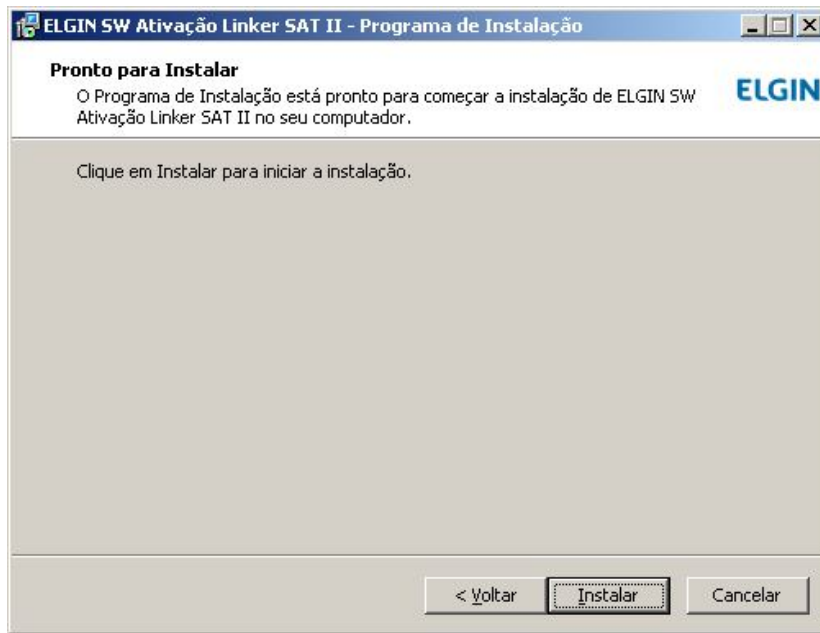 ELGIN SW Ativação Linker SAT II - Programa de Instalação
Pronto para Instalar
O Programa de Instalação está pronto para começar a instalação de ELGIN SW
Ativação Linker SAT II no seu computador.
ELGIN
Clique em Instalar para iniciar a instalação.
< Voltar
Instalar
Cancelar